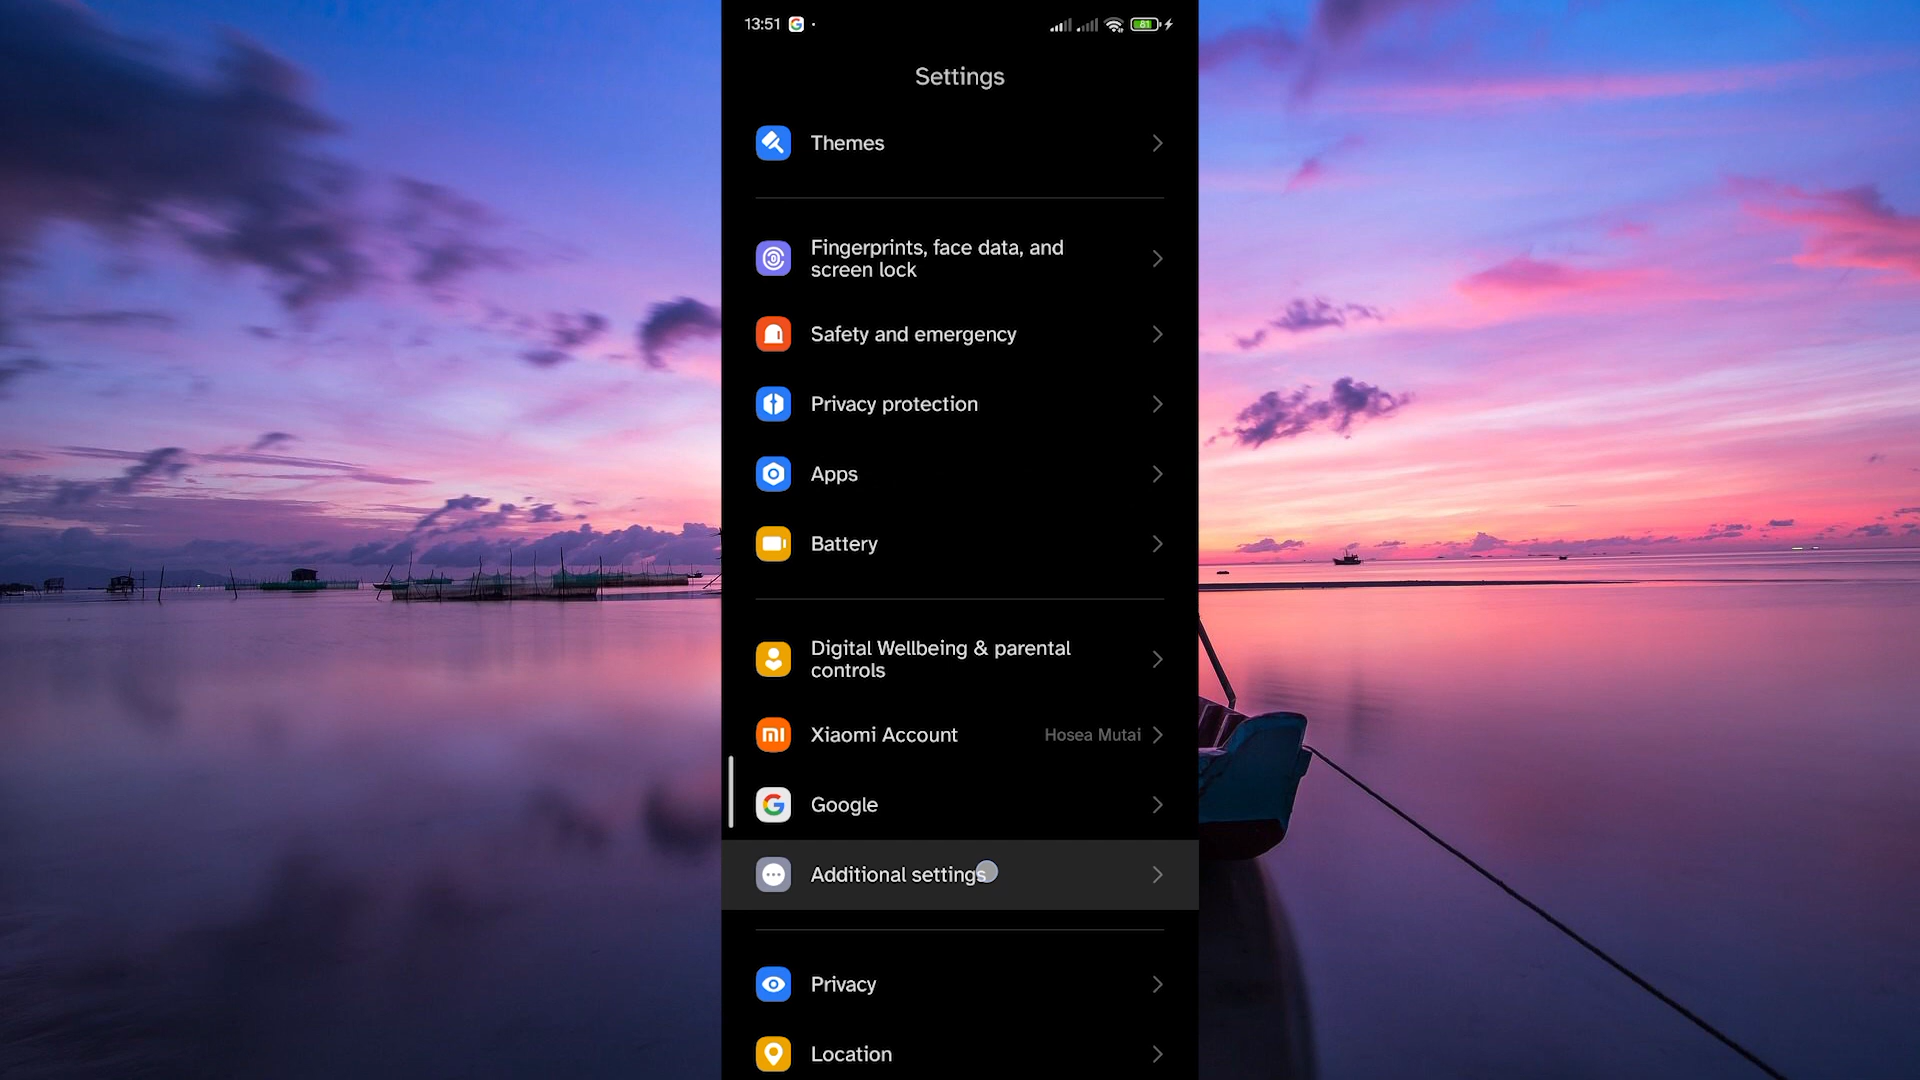 13:51
81
Settings
Themes
Fingerprints, face data, and
screen lock
Safety and emergency
Privacy protection
Apps
Battery
Digital Wellbeing & parental
controls
Xiaomi Account Hosea Mutai
Google
Additional settings
Privacy
Location